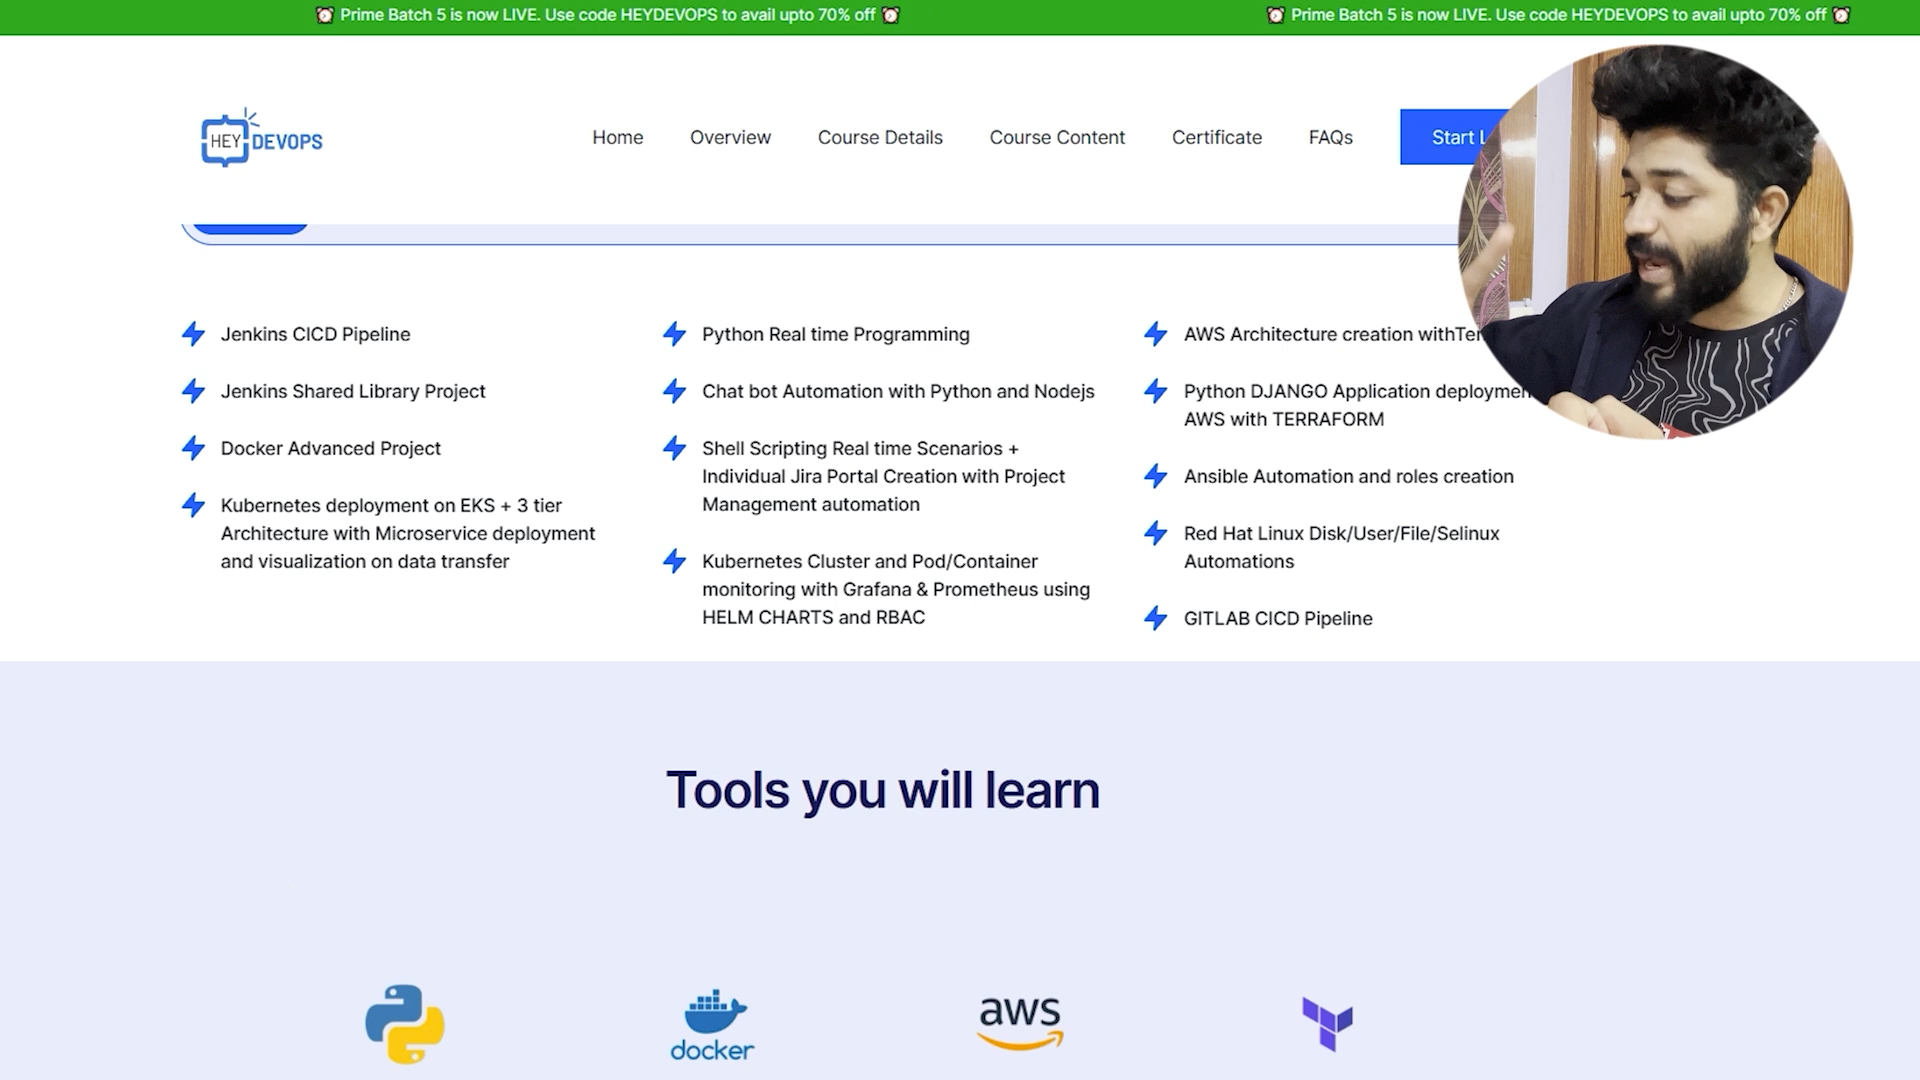 Prime Batch 5 is now LIVE. Use code HEYDEVOPS to avail upto 70% off
Prime Batch 5 is now LIVE. Use code HEYDEVOPS to avail upto 70% off
HEY DEVOPS
Home
Overview
Course Details
Course Content
Certificate
FAQs
Start
Jenkins CICD Pipeline
Jenkins Shared Library Project
Docker Advanced Project
Kubernetes deployment on EKS + 3 tier
Architecture with Microservice deployment
and visualization on data transfer
Python Real time Programming
Chat bot Automation with Python and Nodejs
Shell Scripting Real time Scenarios +
Individual Jira Portal Creation with Project
Management automation
Kubernetes Cluster and Pod/Container
monitoring with Grafana & Prometheus using
HELM CHARTS and RBAC
AWS Architecture creation
Python DJANGO Application
AWS with TERRAFORM
Ansible Automation and roles creation
Red Hat Linux Disk/User/File/Selinux
Automations
GITLAB CICD Pipeline
Tools you will learn
docker
aws